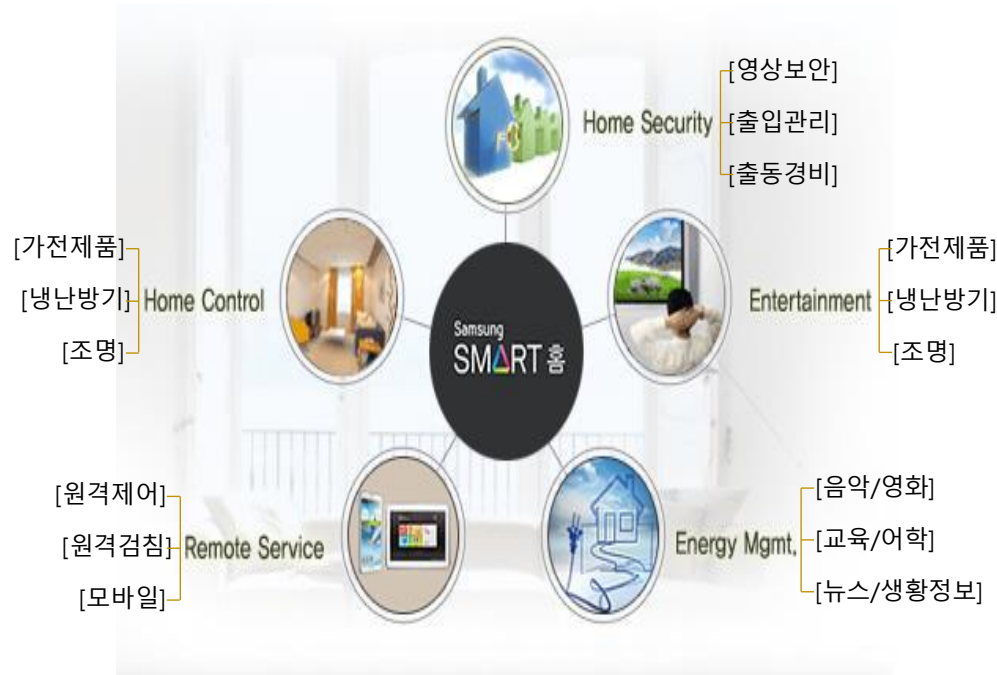 [영상보안]
Home Security
[출입관리]
[출동경비]
[가전제품]
[냉난방기]
Home Control
[조명]
Samsung
SMART 홈
[가전제품]
Entertainment
[냉난방기]
[조명]
[원격제어]
[원격검침]
Remote Service
[모바일]
[음악/영화]
Energy Mgmt,
[교육/어학]
[뉴스/생활정보]